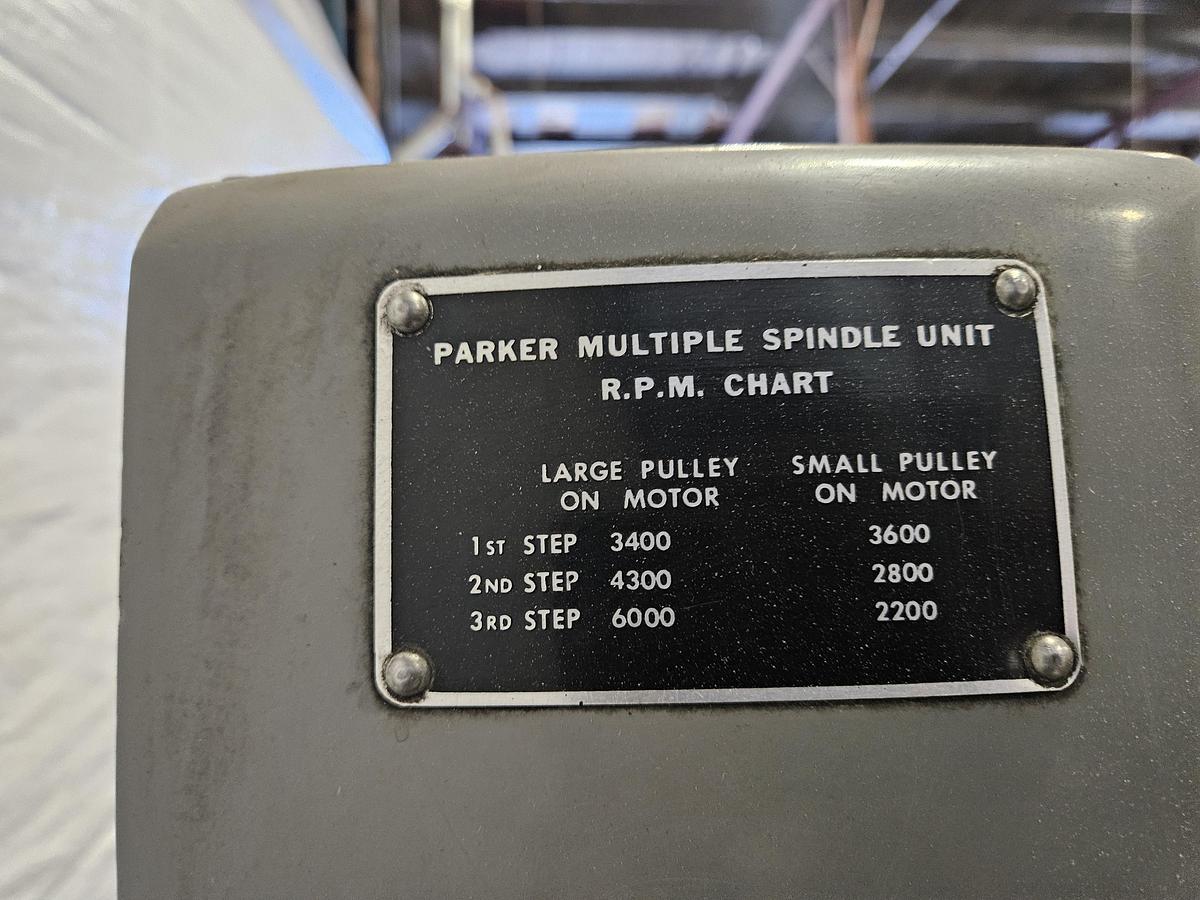 PARKER MULTIPLE SPINDLE UNIT
R.P.M. CHART
LARGE PULLEY SMALL PULLEY
ON MOTOR ON MOTOR
1ST STEP 3400 3600
2ND STEP 4300 2800
3RD STEP 6000 2200